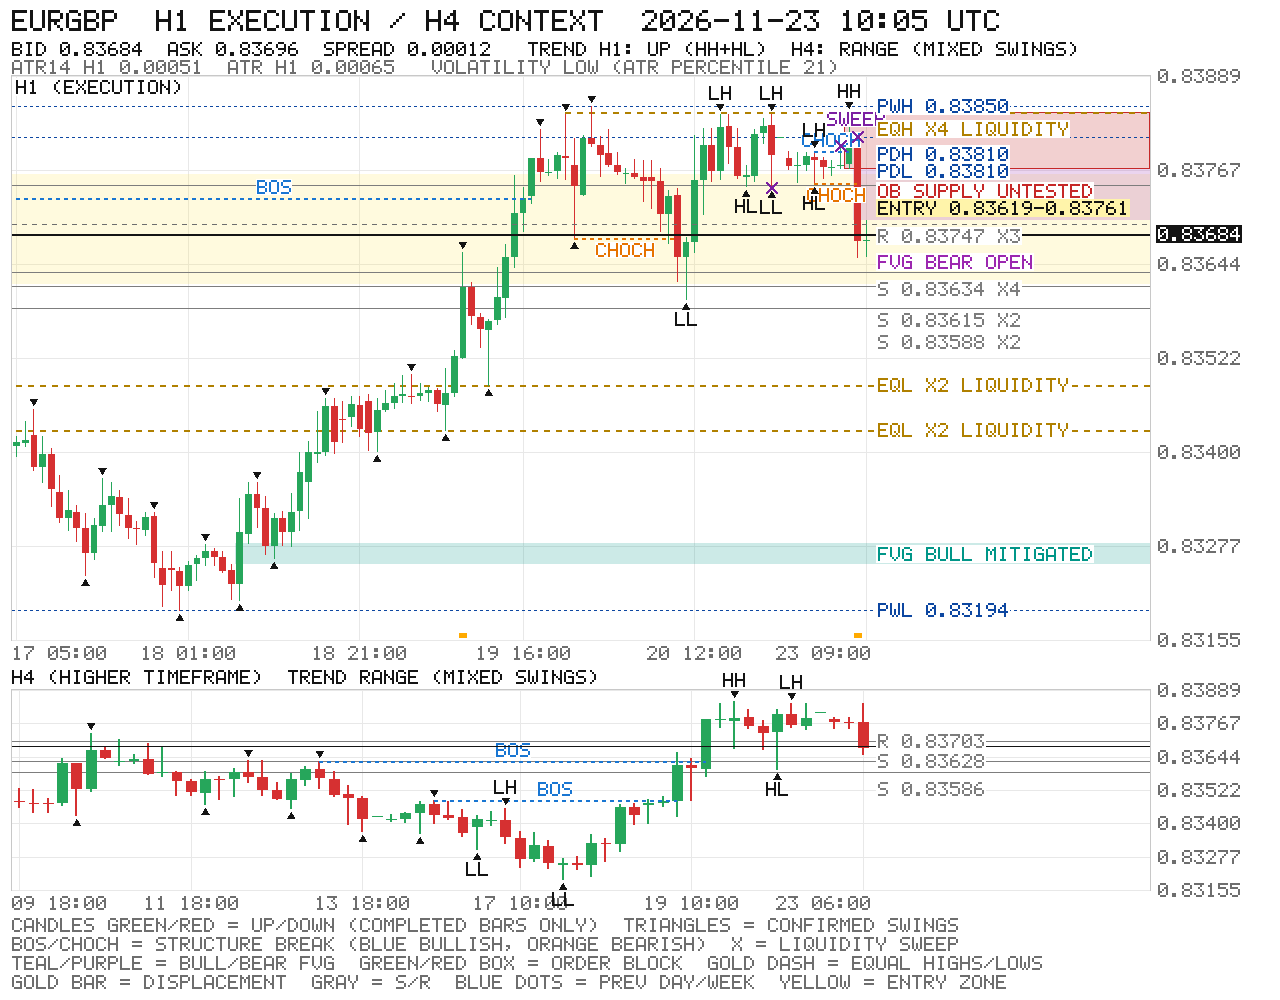 EURGBP  H1 EXECUTION / H4 CONTEXT  2026-11-23 10:05 UTC
BID 0.83684  ASK 0.83696  SPREAD 0.00012   TREND H1: UP (HH+HL)  H4: RANGE (MIXED SWINGS)
ATR14 H1 0.00051  ATR H1 0.00065   VOLATILITY LOW (ATR PERCENTILE 21)
H1 (EXECUTION)
0.83889
LH
LH
HH
PWH 0.83850
SWEEP
EQH X4 LIQUIDITY
LH
CHOCH
PDH 0.83810
PDL 0.83810
0.83767
BOS
OB SUPPLY UNTESTED
CHOCH
HL
LL
HL
ENTRY 0.83619-0.83761
R 0.83747 X3
0.83684
CHOCH
FVG BEAR OPEN
0.83644
S 0.83634 X4
LL
S 0.83615 X2
S 0.83588 X2
0.83522
EQL X2 LIQUIDITY
EQL X2 LIQUIDITY
0.83400
FVG BULL MITIGATED
0.83277
PWL 0.83194
0.83155
17 05:00
18 01:00
18 21:00
19 16:00
20 12:00
23 09:00
H4 (HIGHER TIMEFRAME)  TREND RANGE (MIXED SWINGS)
HH
LH
0.83889
0.83767
R 0.83703
BOS
0.83644
S 0.83628
LH
BOS
HL
S 0.83586
0.83522
0.83400
LL
0.83277
LL
0.83155
09 18:00
11 18:00
13 18:00
17 10:00
19 10:00
23 06:00
CANDLES GREEN/RED = UP/DOWN (COMPLETED BARS ONLY)  TRIANGLES = CONFIRMED SWINGS
BOS/CHOCH = STRUCTURE BREAK (BLUE BULLISH, ORANGE BEARISH)  X = LIQUIDITY SWEEP
TEAL/PURPLE = BULL/BEAR FVG  GREEN/RED BOX = ORDER BLOCK  GOLD DASH = EQUAL HIGHS/LOWS
GOLD BAR = DISPLACEMENT  GRAY = S/R  BLUE DOTS = PREV DAY/WEEK  YELLOW = ENTRY ZONE